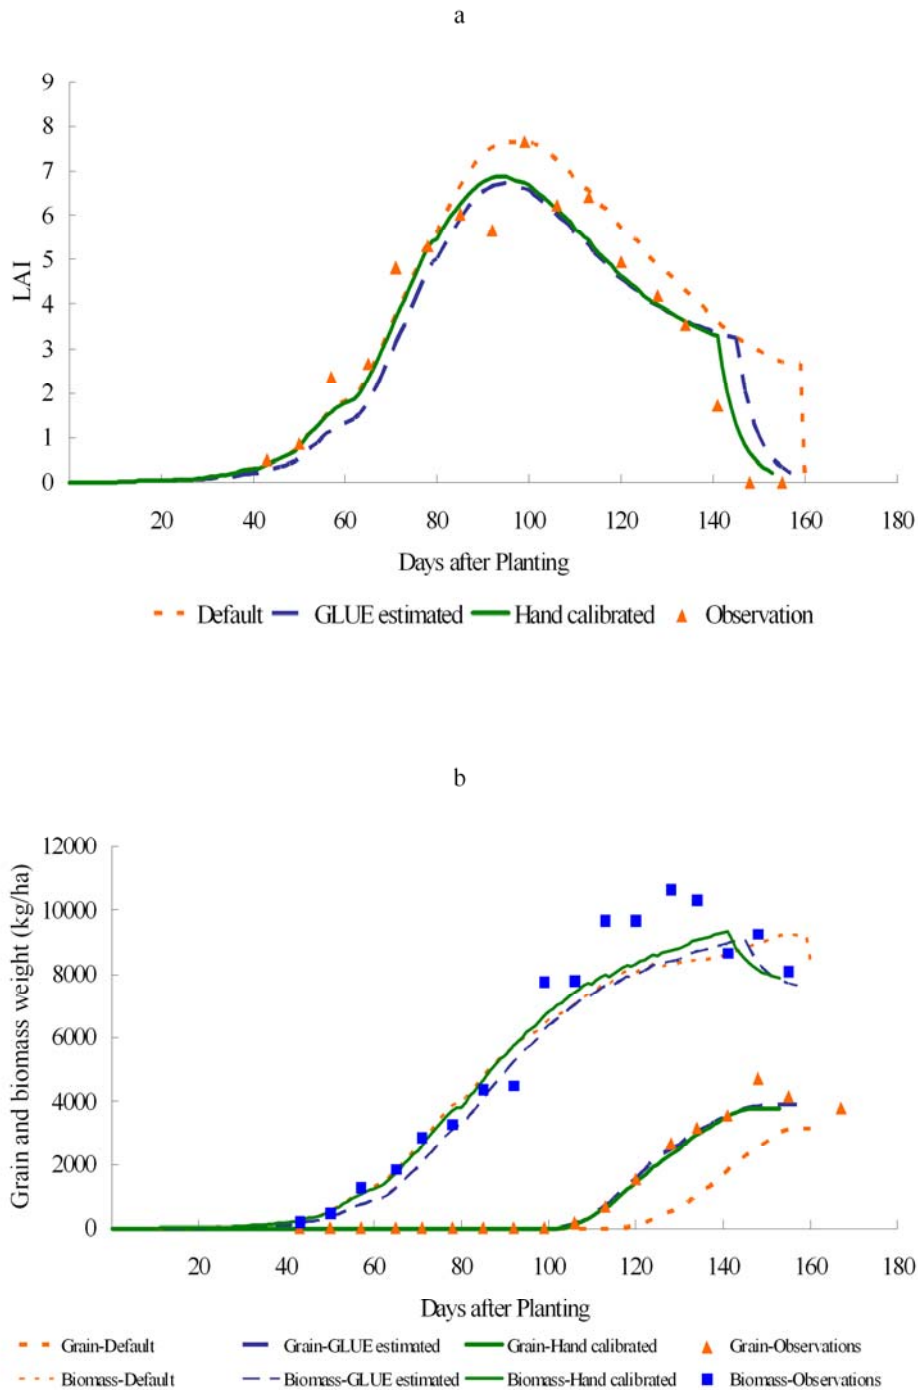 a
9
8
7
6
5
4
3
2
1
0
LAI
20 40 60 80 100 120 140 160 180
Days after Planting
Default GLUE estimated Hand calibrated Observation
b
12000
10000
8000
6000
4000
2000
0
Grain and biomass weight (kg/ha)
20 40 60 80 100 120 140 160 180
Days after Planting
Grain-Default Grain-GLUE estimated Grain-Hand calibrated Grain-Observations
Biomass-Default Biomass-GLUE estimated Biomass-Hand calibrated Biomass-Observations